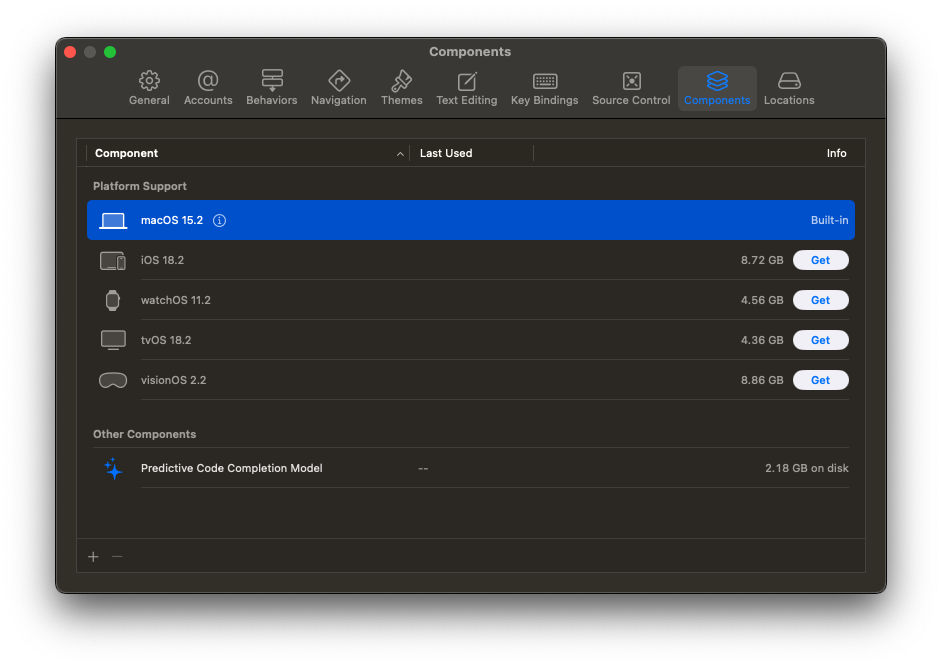 Components
General Accounts Behaviors Navigation Themes Text Editing Key Bindings Source Control Components Locations
Component Last Used Info
Platform Support
macOS 15.2 Built-in
iOS 18.2 8.72 GB Get
watchOS 11.2 4.56 GB Get
tvOS 18.2 4.36 GB Get
visionOS 2.2 8.86 GB Get
Other Components
Predictive Code Completion Model -- 2.18 GB on disk